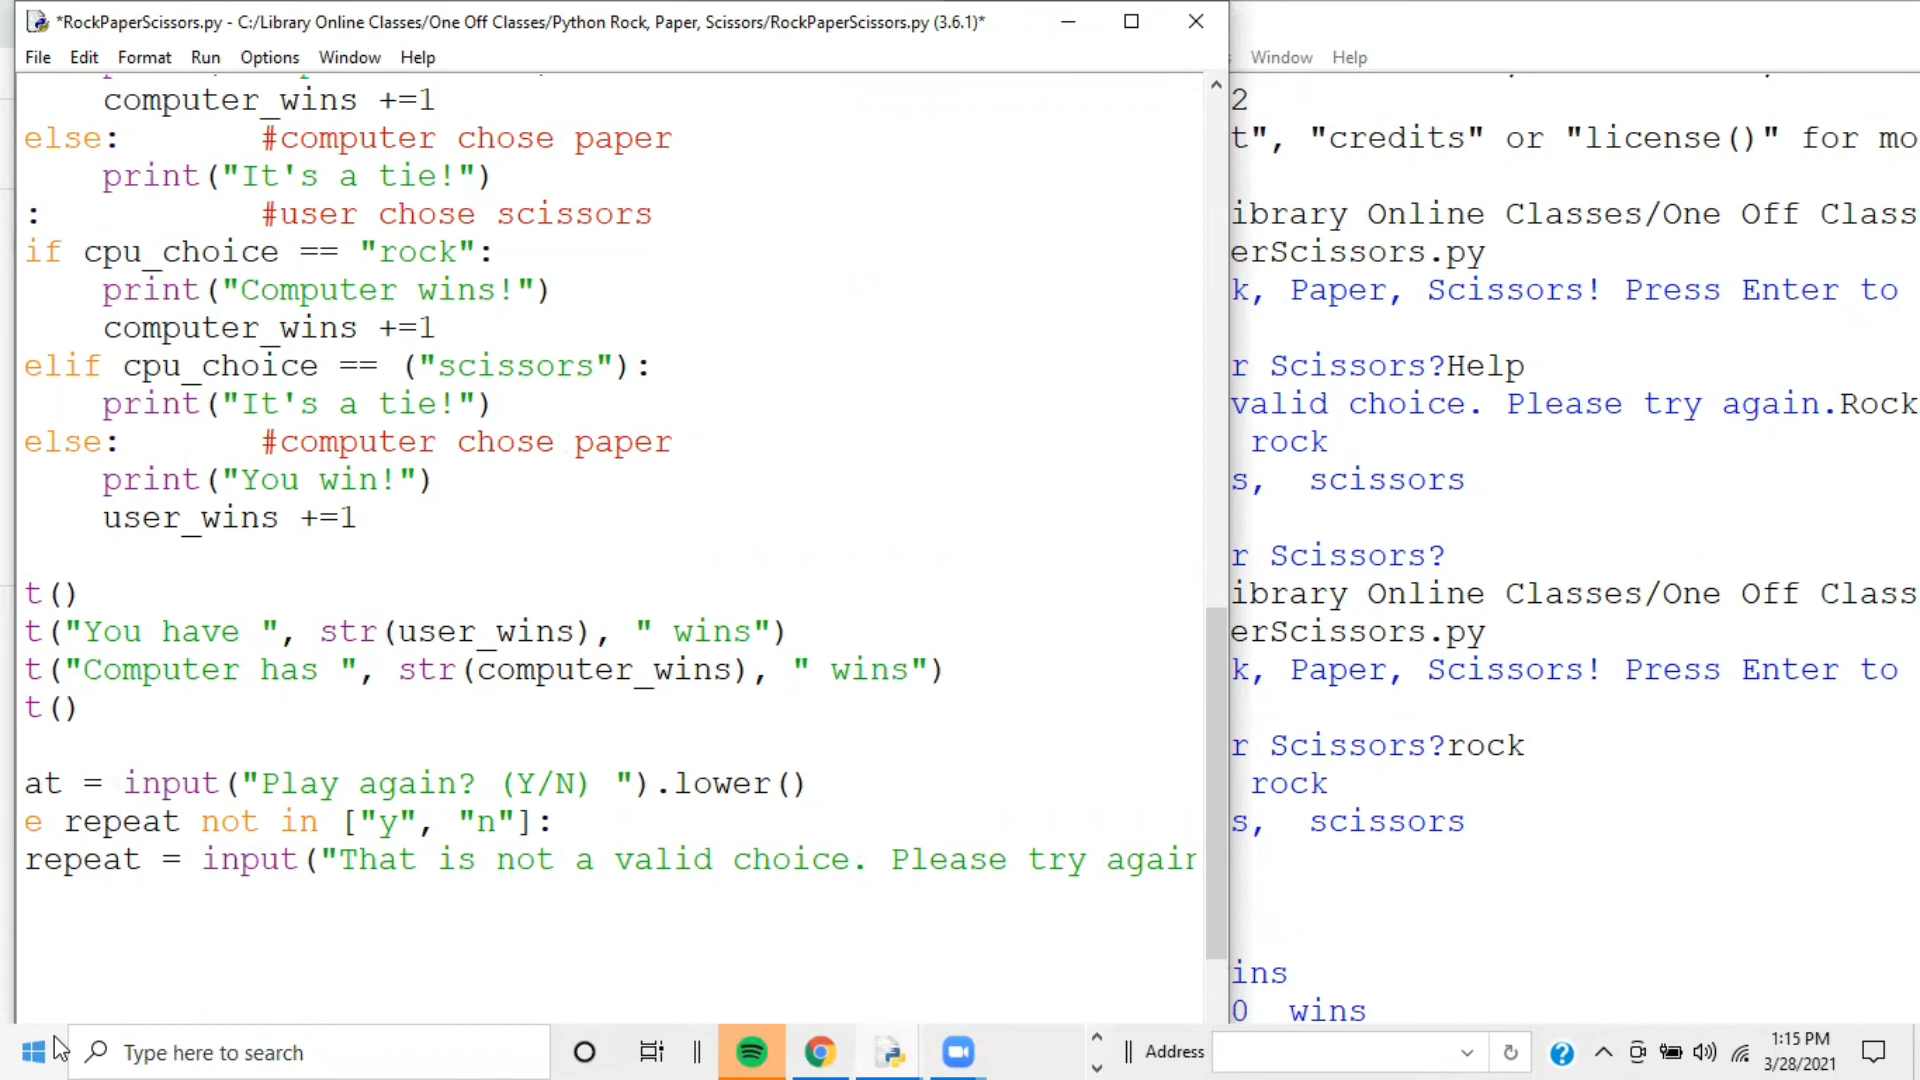 *RockPaperScissors.py - C:/Library Online Classes/One Off Classes/Python Rock, Paper, Scissors/RockPaperScissors.py (3.6.1)*
File Edit Format Run Options Window Help
computer_wins +=1
else: #computer chose paper
print("It's a tie!")
: #user chose scissors
if cpu_choice == "rock":
print("Computer wins!")
computer_wins +=1
elif cpu_choice == ("scissors"):
print("It's a tie!")
else: #computer chose paper
print("You win!")
user_wins +=1
t()
t("You have ", str(user_wins), " wins")
t("Computer has ", str(computer_wins), " wins")
t()
at = input("Play again? (Y/N) ").lower()
e repeat not in ["y", "n"]:
repeat = input("That is not a valid choice. Please try again
Window Help
2
t", "credits" or "license()" for mo
ibrary Online Classes/One Off Class
erScissors.py
k, Paper, Scissors! Press Enter to
r Scissors?Help
valid choice. Please try again.Rock
rock
s, scissors
r Scissors?
ibrary Online Classes/One Off Class
erScissors.py
k, Paper, Scissors! Press Enter to
r Scissors?rock
rock
s, scissors
ins
0 wins
Type here to search
Address
1:15 PM
3/28/2021